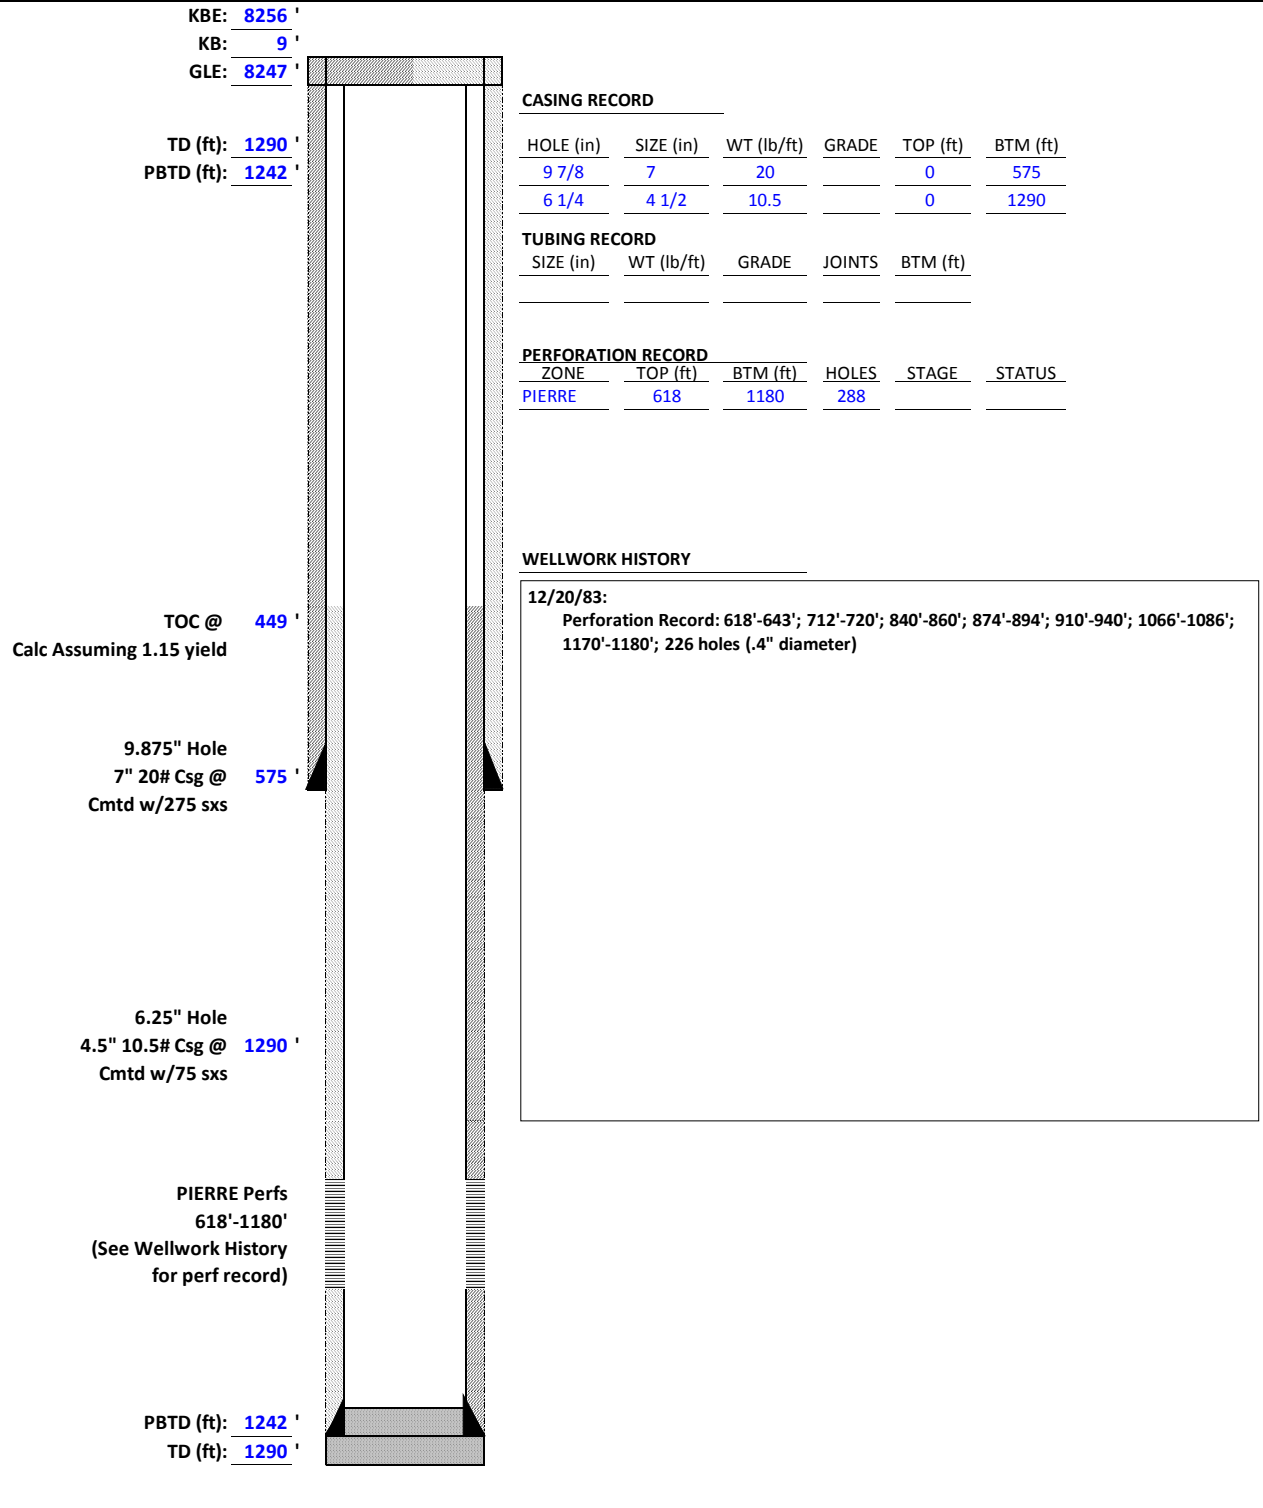 KBE: 8256 '
KB: 9 '
GLE: 8247 '
TD (ft): 1290 '
PBTD (ft): 1242 '
CASING RECORD
HOLE (in) SIZE (in) WT (lb/ft) GRADE TOP (ft) BTM (ft)
9 7/8 7 20 0 575
6 1/4 4 1/2 10.5 0 1290
TUBING RECORD
SIZE (in) WT (lb/ft) GRADE JOINTS BTM (ft)
PERFORATION RECORD
ZONE TOP (ft) BTM (ft) HOLES STAGE STATUS
PIERRE 618 1180 288
WELLWORK HISTORY
12/20/83:
Perforation Record: 618'-643'; 712'-720'; 840'-860'; 874'-894'; 910'-940'; 1066'-1086';
1170'-1180'; 226 holes (.4" diameter)
TOC @ 449 '
Calc Assuming 1.15 yield
9.875" Hole
7" 20# Csg @ 575 '
Cmtd w/275 sxs
6.25" Hole
4.5" 10.5# Csg @ 1290 '
Cmtd w/75 sxs
PIERRE Perfs
618'-1180'
(See Wellwork History
for perf record)
PBTD (ft): 1242 '
TD (ft): 1290 '